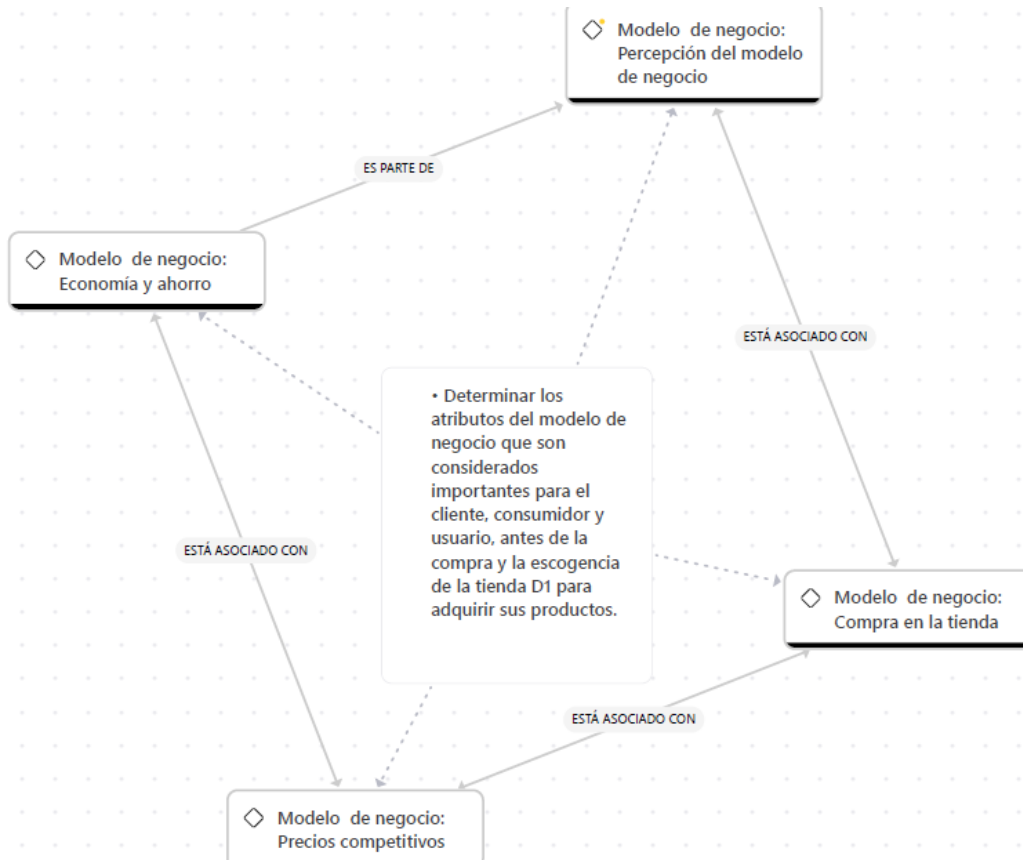 Modelo de negocio:
Percepción del modelo
de negocio
ES PARTE DE
Modelo de negocio:
Economía y ahorro
ESTÁ ASOCIADO CON
• Determinar los
atributos del modelo de
negocio que son
considerados
importantes para el
cliente, consumidor y
usuario, antes de la
compra y la escogencia
de la tienda D1 para
adquirir sus productos.
ESTÁ ASOCIADO CON
Modelo de negocio:
Compra en la tienda
ESTÁ ASOCIADO CON
Modelo de negocio:
Precios competitivos